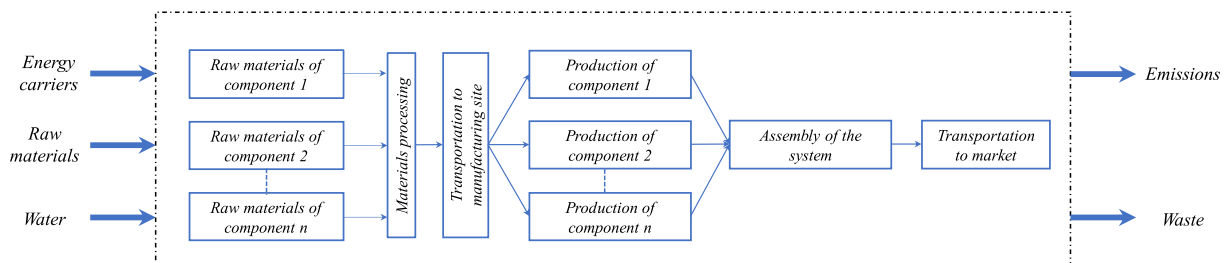 Energy
carriers
Raw
materials
Water
Raw materials of
component 1
Raw materials of
component 2
Raw materials of
component n
Materials processing
Transportation to
manufacturing site
Production of
component 1
Production of
component 2
Production of
component n
Assembly of the
system
Transportation
to market
Emissions
Waste